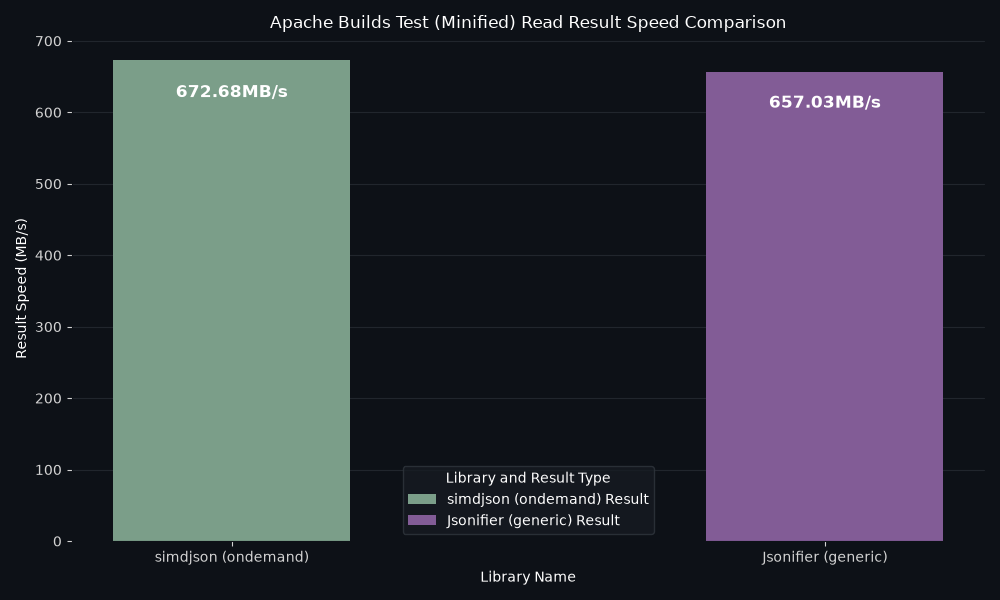 Apache Builds Test (Minified) Read Result Speed Comparison
700
600
500
400
300
200
100
0
Result Speed (MB/s)
672.68MB/s
657.03MB/s
Library and Result Type
simdjson (ondemand) Result
Jsonifier (generic) Result
simdjson (ondemand)
Jsonifier (generic)
Library Name